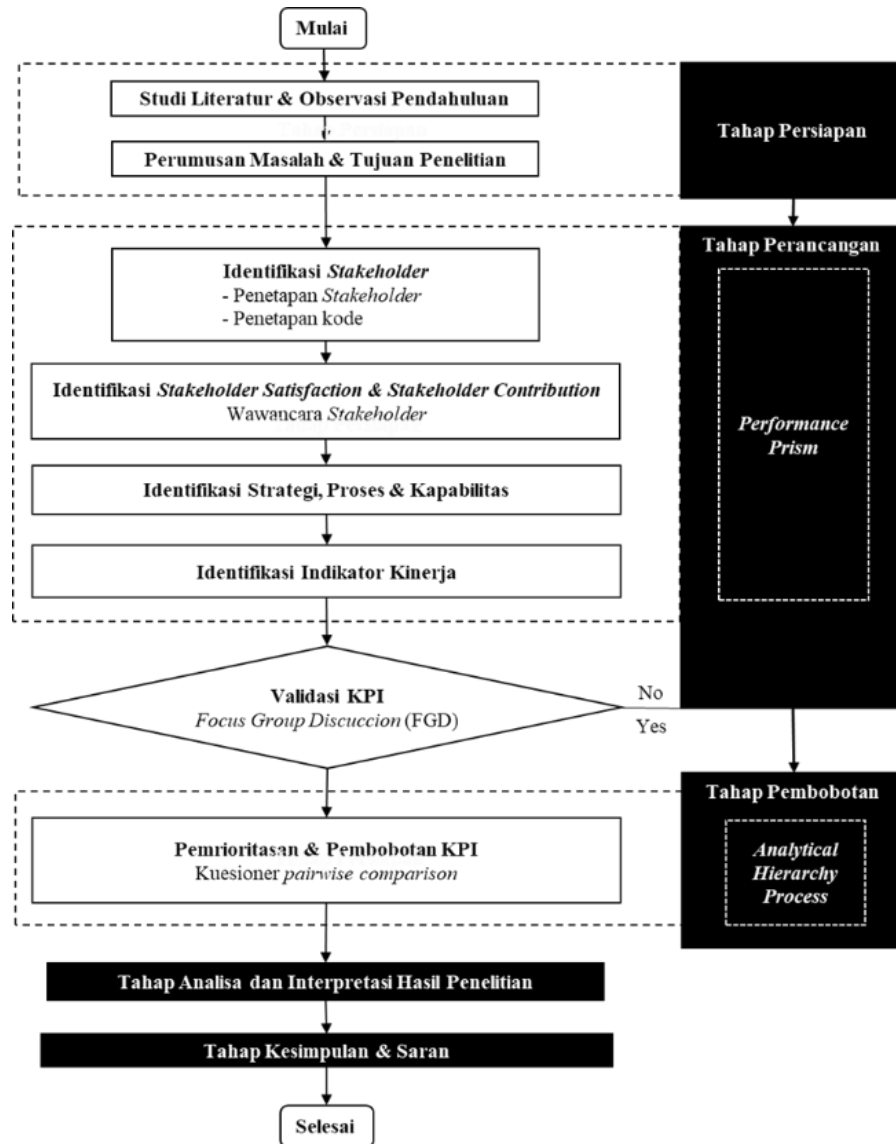 Mulai
Studi Literatur & Observasi Pendahuluan
Perumusan Masalah & Tujuan Penelitian
Tahap Persiapan
Tahap Perancangan
Identifikasi Stakeholder
- Penetapan Stakeholder
- Penetapan kode
Identifikasi Stakeholder Satisfaction & Stakeholder Contribution
Wawancara Stakeholder
Identifikasi Strategi, Proses & Kapabilitas
Identifikasi Indikator Kinerja
Performance
Prism
Validasi KPI
Focus Group Discuccion (FGD)
No
Yes
Tahap Pembobotan
Pemrioritasan & Pembobotan KPI
Kuesioner pairwise comparison
Analytical
Hierarchy
Process
Tahap Analisa dan Interpretasi Hasil Penelitian
Tahap Kesimpulan & Saran
Selesai